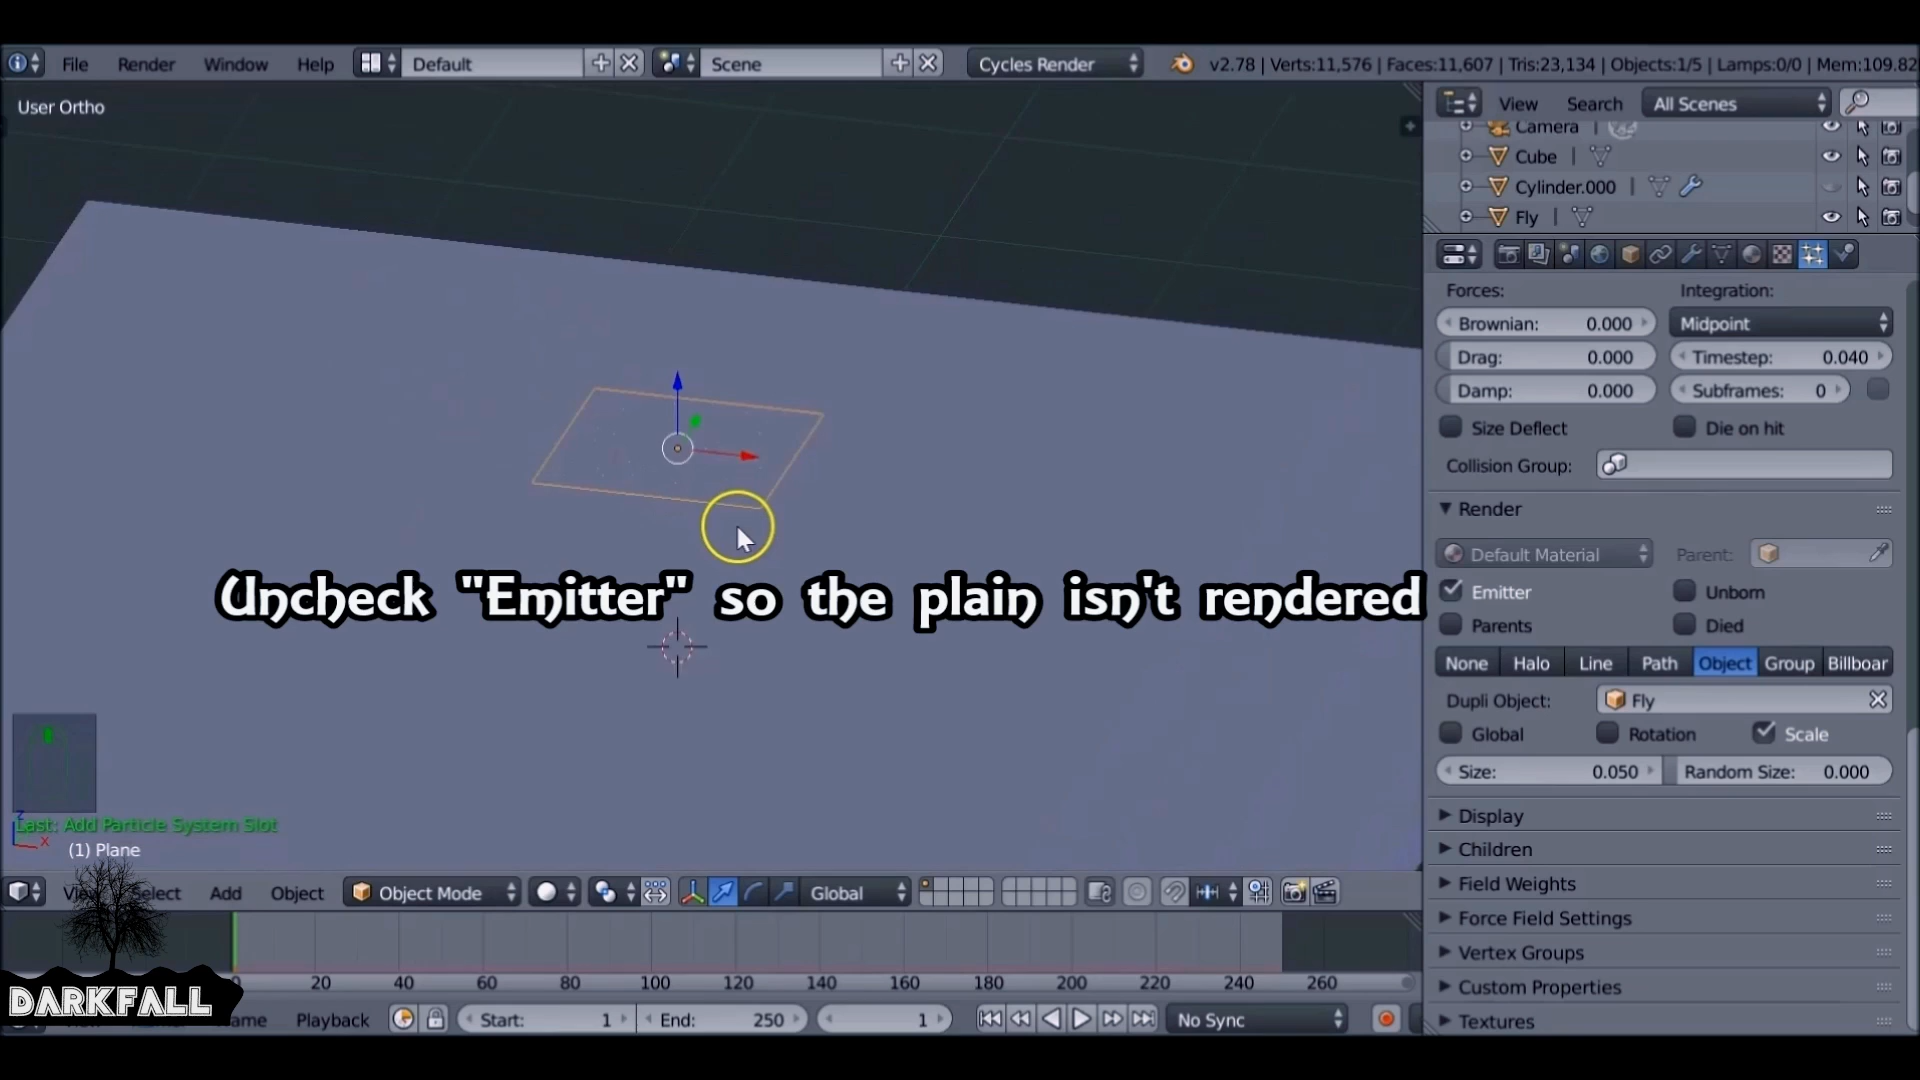 File Render Window Help Default Scene Cycles Render v2.78 | Verts:11,576 | Faces:11,607 | Tris:23,134 | Objects:1/5 | Lamps:0/0 | Mem:109.82
User Ortho
View Search All Scenes
Camera
Cube
Cylinder.000
Fly
Forces: Integration:
Brownian: 0.000 Midpoint
Drag: 0.000 Timestep: 0.040
Damp: 0.000 Subframes: 0
Size Deflect Die on hit
Collision Group:
Render
Default Material Parent:
Emitter Unborn
Parents Died
None Halo Line Path Object Group Billboar
Dupli Object: Fly
Global Rotation Scale
Size: 0.050 Random Size: 0.000
Display
Children
Field Weights
Force Field Settings
Vertex Groups
Custom Properties
Textures
Uncheck "Emitter" so the plain isn't rendered
Last: Add Particle System Slot
(1) Plane
Add Object Object Mode Global
20 40 60 80 100 120 140 160 180 200 220 240 260
DARKFALL
Playback Start: 1 End: 250 1 No Sync